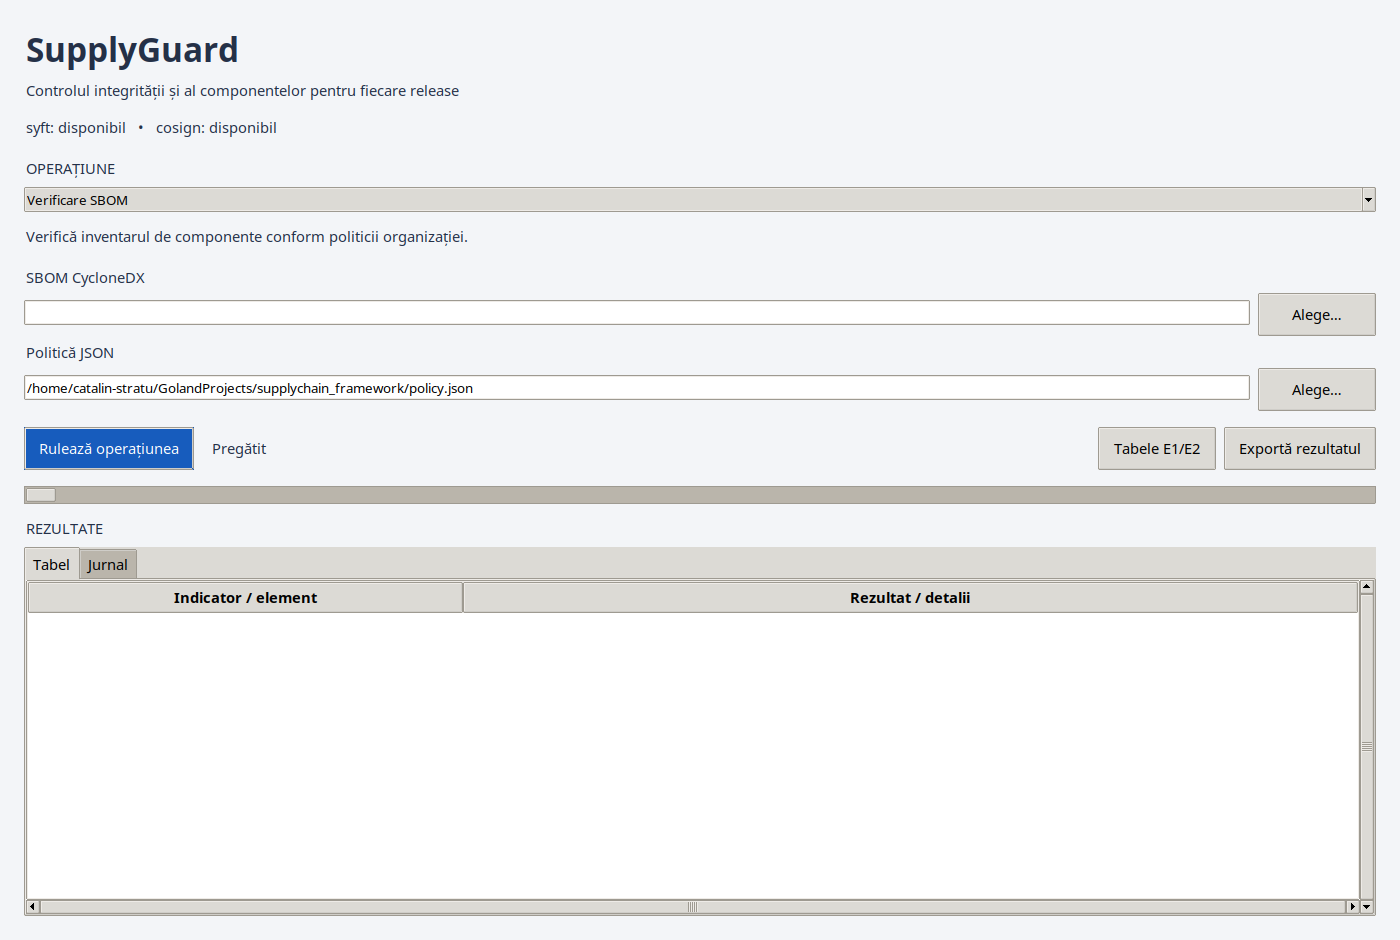 SupplyGuard
Controlul integrității și al componentelor pentru fiecare release
syft: disponibil • cosign: disponibil
OPERAȚIUNE
Verificare SBOM
Verifică inventarul de componente conform politicii organizației.
SBOM CycloneDX
Alege...
Politică JSON
/home/catalin-stratu/GolandProjects/supplychain_framework/policy.json
Alege...
Rulează operațiunea Pregătit Tabele E1/E2 Exportă rezultatul
REZULTATE
Tabel Jurnal
Indicator / element Rezultat / detalii